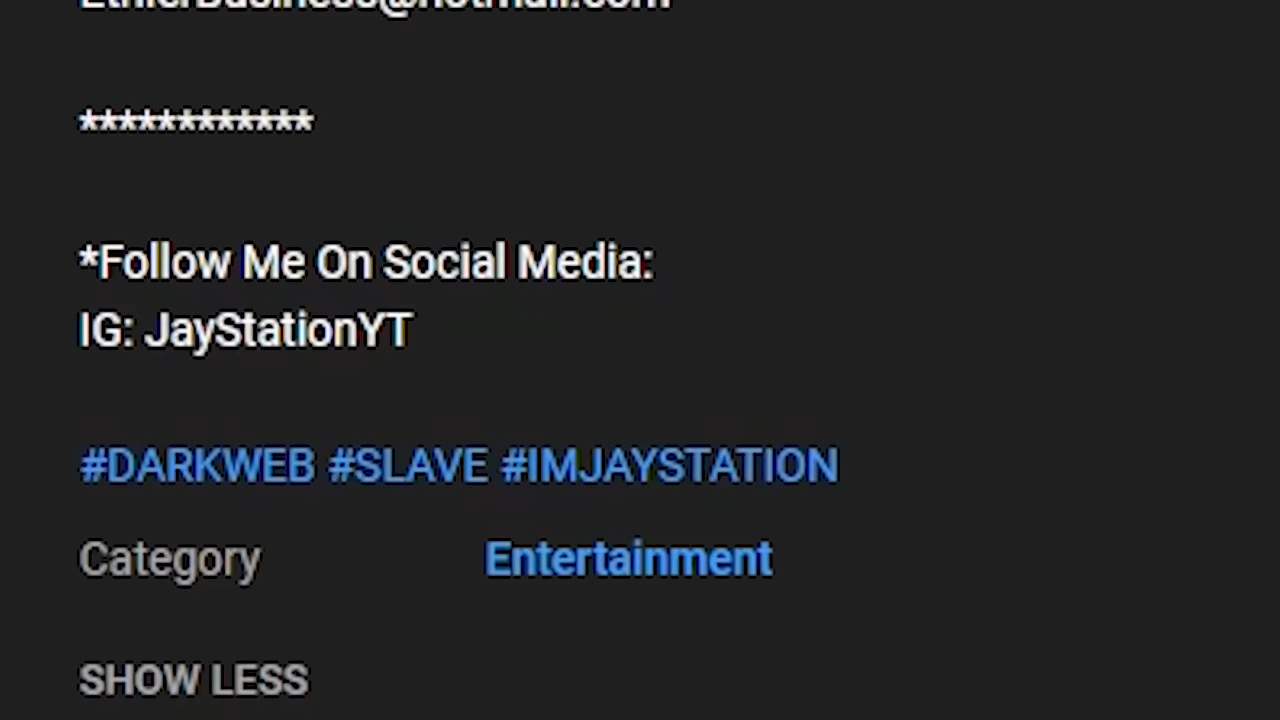 ************
*Follow Me On Social Media:
IG: JayStationYT
#DARKWEB #SLAVE #IMJAYSTATION
Category Entertainment
SHOW LESS